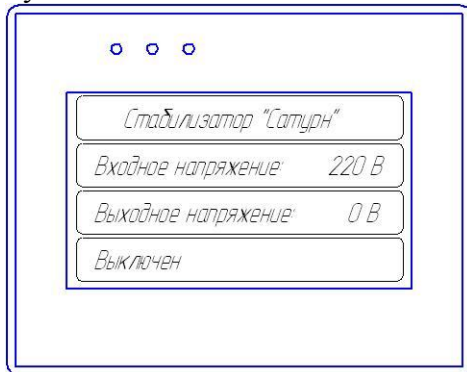 Стабилизатор "Сатурн"
Входное напряжение: 220 В
Выходное напряжение: 0 В
Выключен